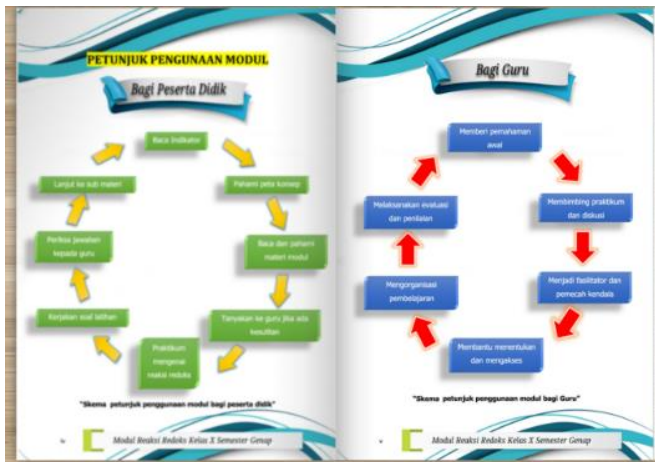 PETUNJUK PENGUNAAN MODUL
Bagi Peserta Didik
Baca Indikator
Pahami peta konsep
Baca dan pahami
materi modul
Tanyakan ke guru jika ada
kesulitan
Praktikum
mengenai
reaksi redoks
Kerjakan soal latihan
Periksa jawaban
kepada guru
Lanjut ke sub materi
"Skema petunjuk penggunaan modul bagi peserta didik"
iv
Modul Reaksi Redoks Kelas X Semester Genap
Bagi Guru
Memberi pemahaman
awal
Membimbing praktikum
dan diskusi
Menjadi fasilitator dan
pemecah kendala
Membantu menentukan
dan mengakses
Mengorganisasi
pembelajaran
Melaksanakan evaluasi
dan penilaian
"Skema petunjuk penggunaan modul bagi Guru"
v
Modul Reaksi Redoks Kelas X Semester Genap